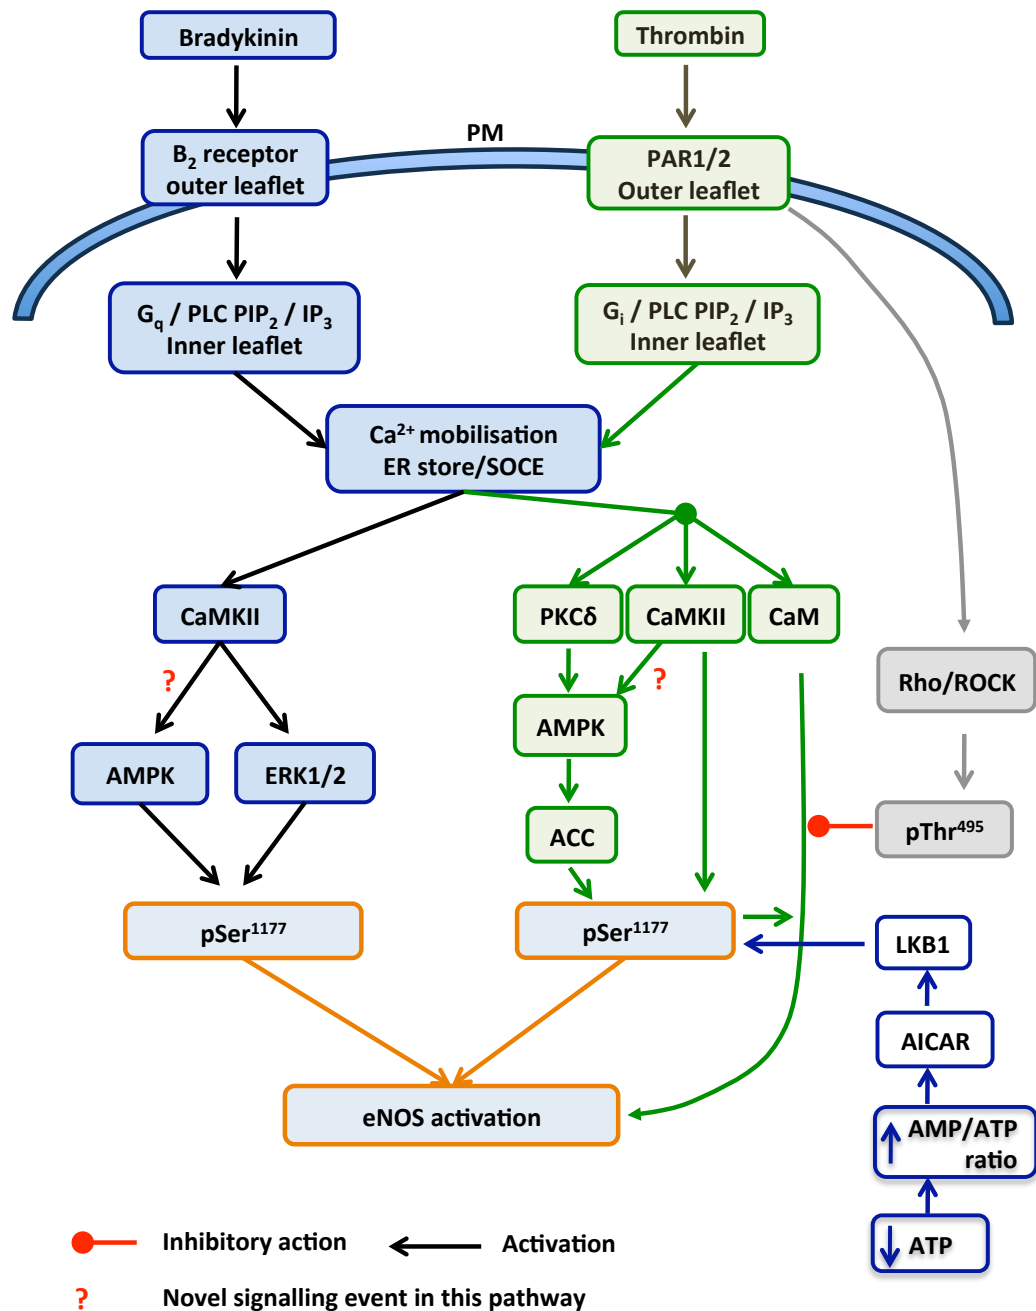 Bradykinin
Thrombin
PM
B₂ receptor
outer leaflet
PAR1/2
Outer leaflet
Gq / PLC PIP₂ / IP₃
Inner leaflet
Gᵢ / PLC PIP₂ / IP₃
Inner leaflet
Ca²⁺ mobilisation
ER store/SOCE
CaMKII
PKCδ
CaMKII
CaM
?
?
Rho/ROCK
AMPK
AMPK
ERK1/2
ACC
pThr⁴⁹⁵
pSer¹¹⁷⁷
pSer¹¹⁷⁷
LKB1
AICAR
eNOS activation
AMP/ATP
ratio
ATP
Inhibitory action
Activation
? Novel signalling event in this pathway